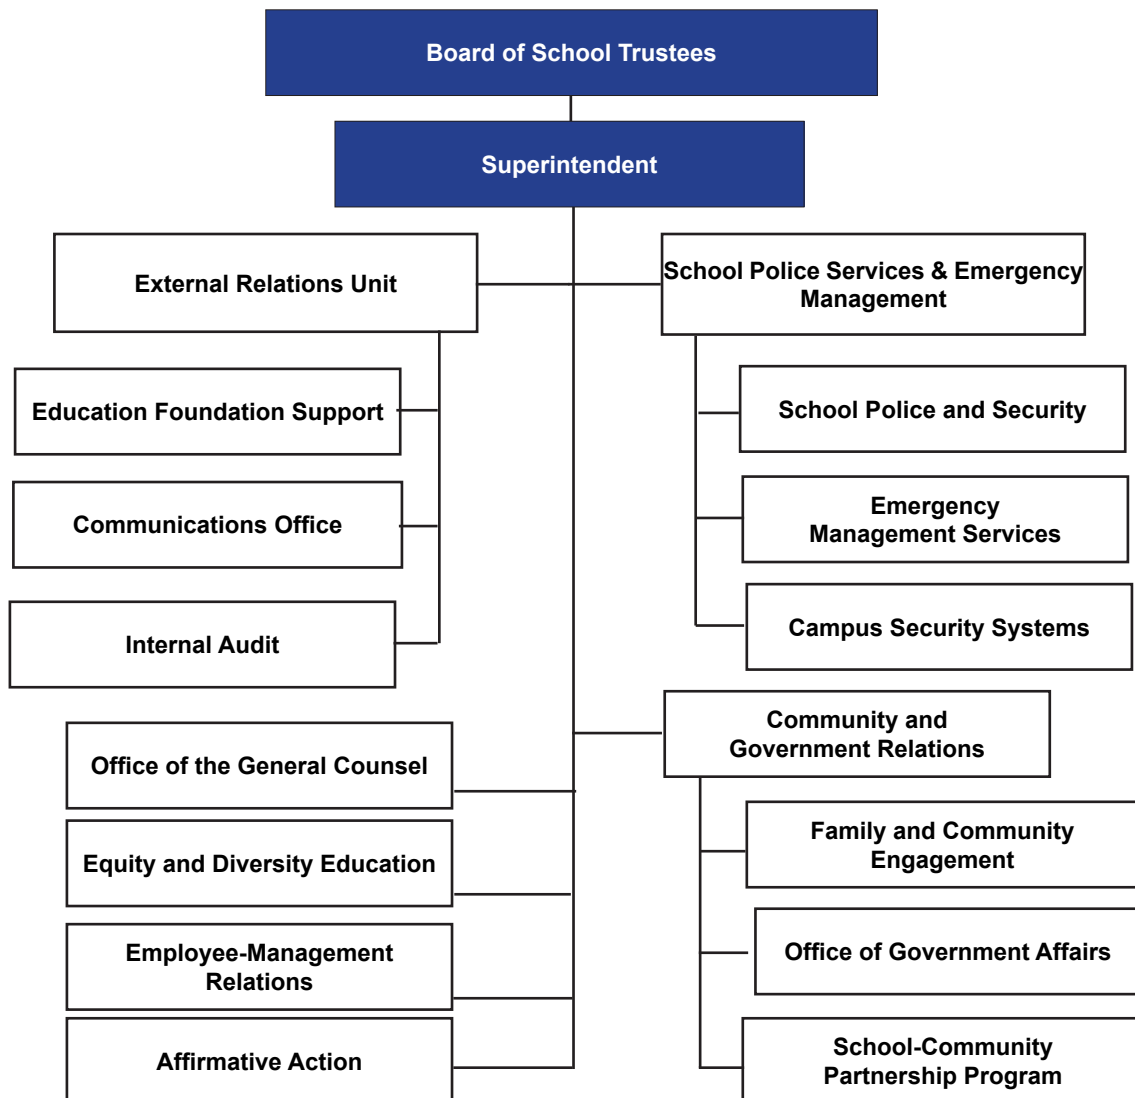 Board of School Trustees
Superintendent
External Relations Unit
School Police Services & Emergency
Management
Education Foundation Support
School Police and Security
Communications Office
Emergency
Management Services
Internal Audit
Campus Security Systems
Community and
Government Relations
Office of the General Counsel
Family and Community
Engagement
Equity and Diversity Education
Office of Government Affairs
Employee-Management
Relations
School-Community
Partnership Program
Affirmative Action